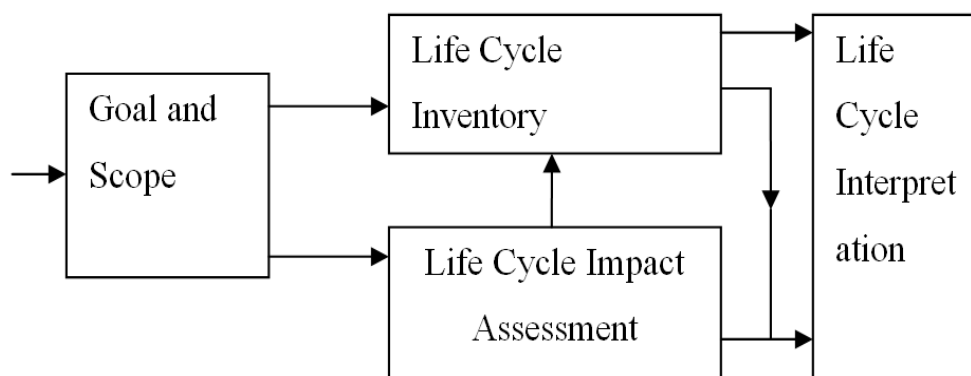 Goal and
Scope
Life Cycle
Inventory
Life Cycle Impact
Assessment
Life
Cycle
Interpret
ation